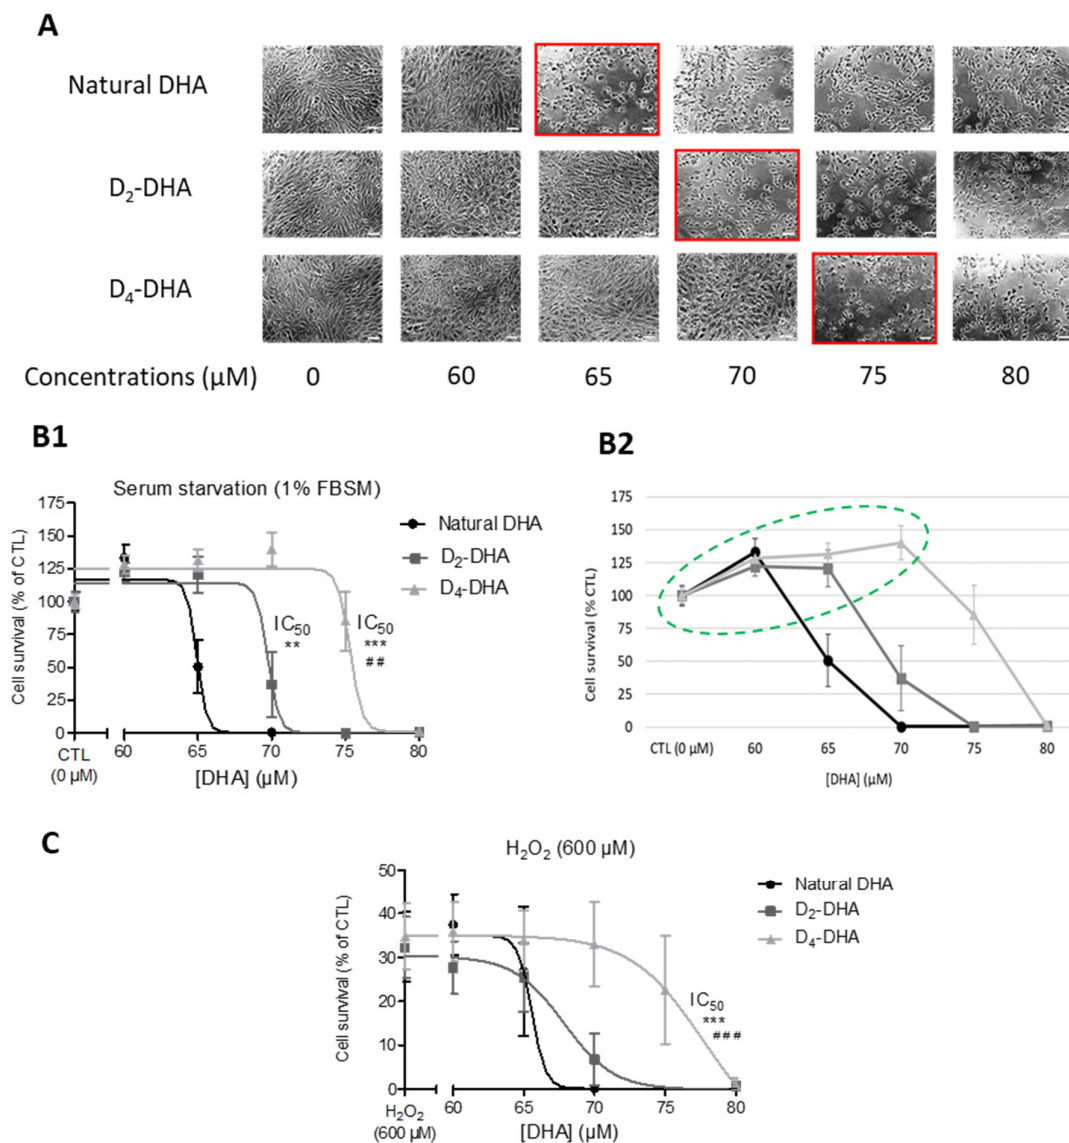 A
Natural DHA
D₂-DHA
D₄-DHA
Concentrations (µM) 0 60 65 70 75 80
B1
Serum starvation (1% FBSM)
Cell survival (% of CTL)
175
150
125
100
75
50
25
0
Natural DHA
D₂-DHA
D₄-DHA
IC₅₀
**
IC₅₀
***
##
CTL
(0 µM)
60 65 70 75 80
[DHA] (µM)
B2
Cell survival (% CTL)
175
150
125
100
75
50
25
0
CTL (0 µM) 60 65 70 75 80
[DHA] (µM)
C
H₂O₂ (600 µM)
Cell survival (% of CTL)
50
40
30
20
10
0
Natural DHA
D₂-DHA
D₄-DHA
IC₅₀
***
###
H₂O₂
(600 µM)
60 65 70 75 80
[DHA] (µM)